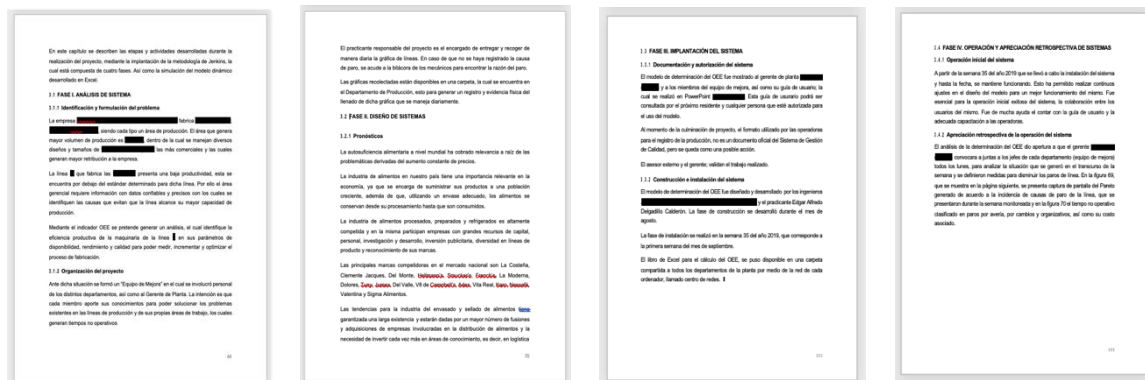 En este capítulo se describen las etapas y actividades desarrolladas durante la
realización del proyecto, mediante la implantación de la metodología de Jenkins, la
cual está compuesta de cuatro fases. Así como la simulación del modelo dinámico
desarrollado en Excel.
3.1 FASE I. ANÁLISIS DE SISTEMA
3.1.1 Identificación y formulación del problema
La empresa fabrica
, siendo cada tipo un área de producción. El área que genera
mayor volumen de producción es , dentro de la cual se manejan diversos
diseños y tamaños de las más comerciales y las cuales
generan mayor retribución a la empresa.
La línea que fabrica las presenta una baja productividad, esta se
encuentra por debajo del estándar determinado para dicha línea. Por ello el área
gerencial requiere información con datos confiables y precisos con los cuales se
identifiquen las causas que evitan que la línea alcance su mayor capacidad de
producción.
Mediante el indicador OEE se pretende generar un análisis, el cual identifique la
eficiencia productiva de la maquinaria de la línea en sus parámetros de
disponibilidad, rendimiento y calidad para poder medir, incrementar y optimizar el
proceso de fabricación.
3.1.2 Organización del proyecto
Ante dicha situación se formó un "Equipo de Mejora" en el cual se involucró personal
de los distintos departamentos, así como al Gerente de Planta. La intención es que
cada miembro aporte sus conocimientos para poder solucionar los problemas
existentes en las líneas de producción y de sus propias áreas de trabajo, los cuales
generan tiempos no operativos.
El practicante responsable del proyecto es el encargado de entregar y recoger de
manera diaria la gráfica de líneas. En caso de que no se haya registrado la causa
de paro, se acude a la bitácora de los mecánicos para encontrar la razón del paro.
Las gráficas recolectadas están disponibles en una carpeta, la cual se encuentra en
el Departamento de Producción, esto para generar un registro y evidencia física del
llenado de dicha gráfica que se maneja diariamente.
3.2 FASE II. DISEÑO DE SISTEMAS
3.2.1 Pronósticos
La autosuficiencia alimentaria a nivel mundial ha cobrado relevancia a raíz de las
problemáticas derivadas del aumento constante de precios.
La industria de alimentos en nuestro país tiene una importancia relevante en la
economía, ya que se encarga de suministrar sus productos a una población
creciente, además de que, utilizando un envase adecuado, los alimentos se
conservan desde su procesamiento hasta que son consumidos.
La industria de alimentos procesados, preparados y refrigerados es altamente
competida y en la misma participan empresas con grandes recursos de capital,
personal, investigación y desarrollo, inversión publicitaria, diversidad en líneas de
producto y reconocimiento de sus marcas.
Las principales marcas competidoras en el mercado nacional son La Costeña,
Clemente Jacques, Del Monte, Hellmann's, Smucker's, French's, La Moderna,
Dolores, Zuny, Jumex, Del Valle, V8 de Campbell's, Ades, Vita Real, Karo, Nescafé,
Valentina y Sigma Alimentos.
Las tendencias para la industria del envasado y sellado de alimentos tiene
garantizada una larga existencia y estarán dadas por un mayor número de fusiones
y adquisiciones de empresas involucradas en la distribución de alimentos y la
necesidad de invertir cada vez más en áreas de conocimiento, es decir, en logística
3.3 FASE III. IMPLANTACIÓN DEL SISTEMA
3.3.1 Documentación y autorización del sistema
El modelo de determinación del OEE fue mostrado al gerente de planta
y a los miembros del equipo de mejora, así como su guía de usuario; la
cual se realizó en PowerPoint . Esta guía de usuario podrá ser
consultada por el próximo residente y cualquier persona que esté autorizada para
el uso del modelo.
Al momento de la culminación de proyecto, el formato utilizado por las operadoras
para el registro de la producción, no es un documento oficial del Sistema de Gestión
de Calidad, pero se queda como una posible acción.
El asesor externo y el gerente; validen el trabajo realizado.
3.3.2 Construcción e instalación del sistema
El modelo de determinación del OEE fue diseñado y desarrollado por los ingenieros
y el practicante Edgar Alfredo
Delgadillo Calderón. La fase de construcción se desarrolló durante el mes de
agosto.
La fase de instalación se realizó en la semana 35 del año 2019, que corresponde a
la primera semana del mes de septiembre.
El libro de Excel para el cálculo del OEE, se puso disponible en una carpeta
compartida a todos los departamentos de la planta por medio de la red de cada
ordenador, llamado centro de redes.
3.4 FASE IV. OPERACIÓN Y APRECIACIÓN RETROSPECTIVA DE SISTEMAS
3.4.1 Operación inicial del sistema
A partir de la semana 35 del año 2019 que se llevó a cabo la instalación del sistema
y hasta la fecha, se mantiene funcionando. Esto ha permitido realizar continuos
ajustes en el diseño del modelo para un mejor funcionamiento del mismo. Fue
esencial para la operación inicial exitosa del sistema, la colaboración entre los
usuarios del mismo. Fue de mucha ayuda el contar con la guía de usuario y la
adecuada capacitación a las operadoras.
3.4.2 Apreciación retrospectiva de la operación del sistema
El análisis de la determinación del OEE dio apertura a que el gerente
convocara a juntas a los jefes de cada departamento (equipo de mejora)
todos los lunes, para analizar la situación que se generó en el transcurso de la
semana y se definieron medidas para disminuir los paros de línea. En la figura 69,
que se muestra en la página siguiente, se presenta captura de pantalla del Pareto
generado de acuerdo a la incidencia de causas de paro de la línea, que se
presentaron durante la semana monitoreada y en la figura 70 el tiempo no operativo
clasificado en paros por avería, por cambios y organizativos, así como su costo
asociado.